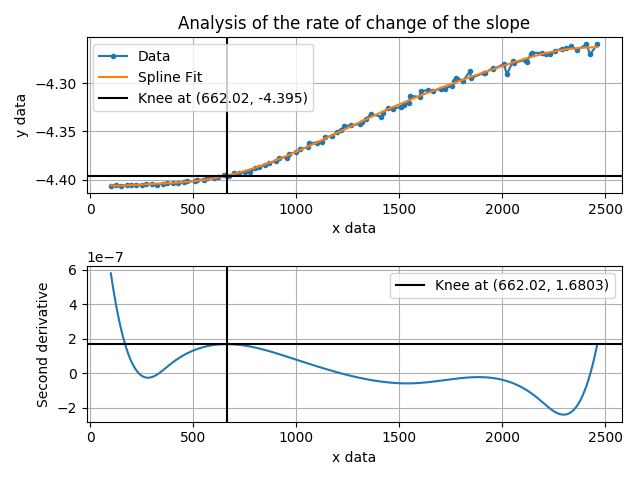 Analysis of the rate of change of the slope
Data
Spline Fit
Knee at (662.02, -4.395)
y data
−4.30
−4.35
−4.40
0
500
1000
1500
2000
2500
x data
1e−7
Knee at (662.02, 1.6803)
Second derivative
6
4
2
0
−2
0
500
1000
1500
2000
2500
x data